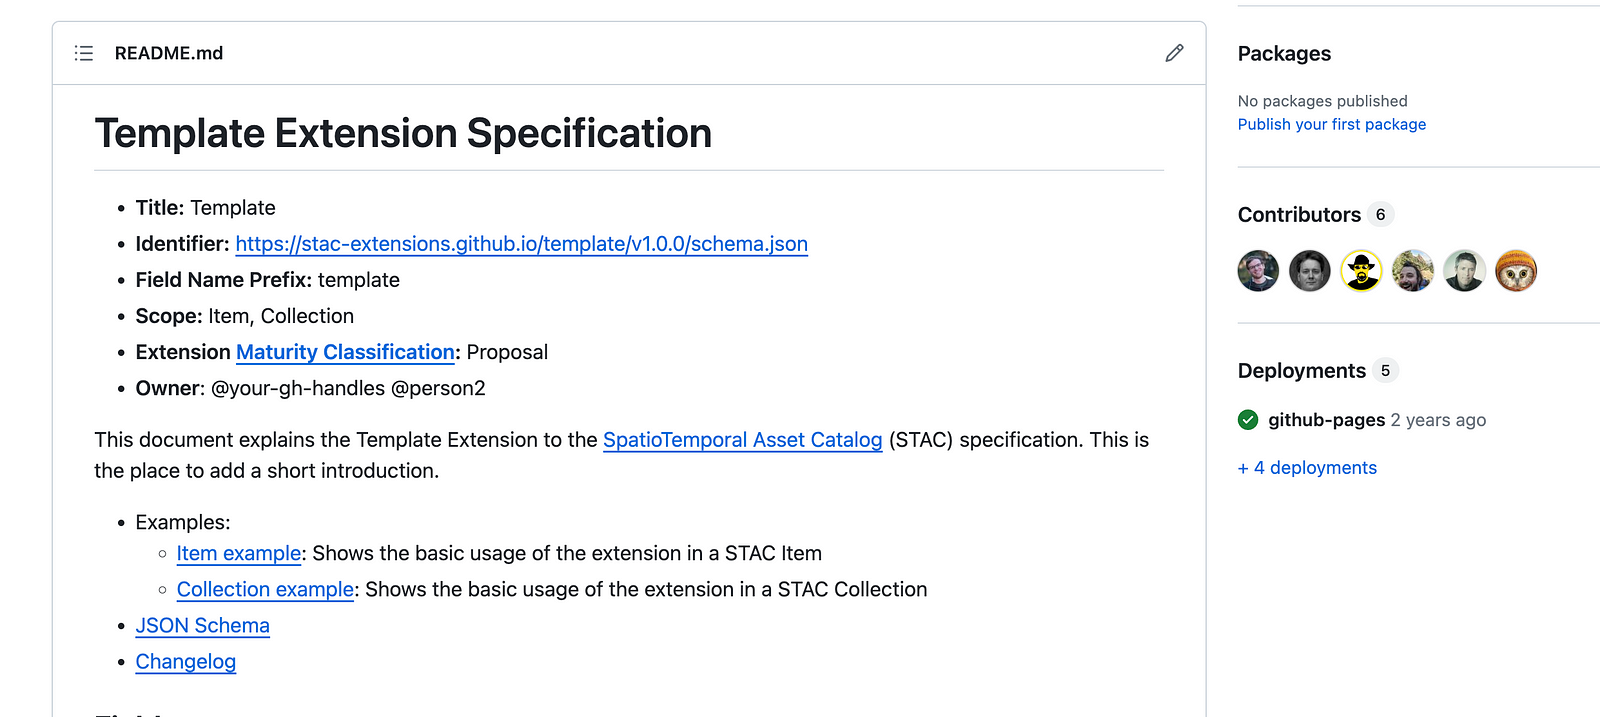 README.md
Template Extension Specification
Title: Template
Identifier: https://stac-extensions.github.io/template/v1.0.0/schema.json
Field Name Prefix: template
Scope: Item, Collection
Extension Maturity Classification: Proposal
Owner: @your-gh-handles @person2
This document explains the Template Extension to the SpatioTemporal Asset Catalog (STAC) specification. This is
the place to add a short introduction.
Examples:
Item example: Shows the basic usage of the extension in a STAC Item
Collection example: Shows the basic usage of the extension in a STAC Collection
JSON Schema
Changelog
Packages
No packages published
Publish your first package
Contributors 6
Deployments 5
github-pages 2 years ago
+ 4 deployments